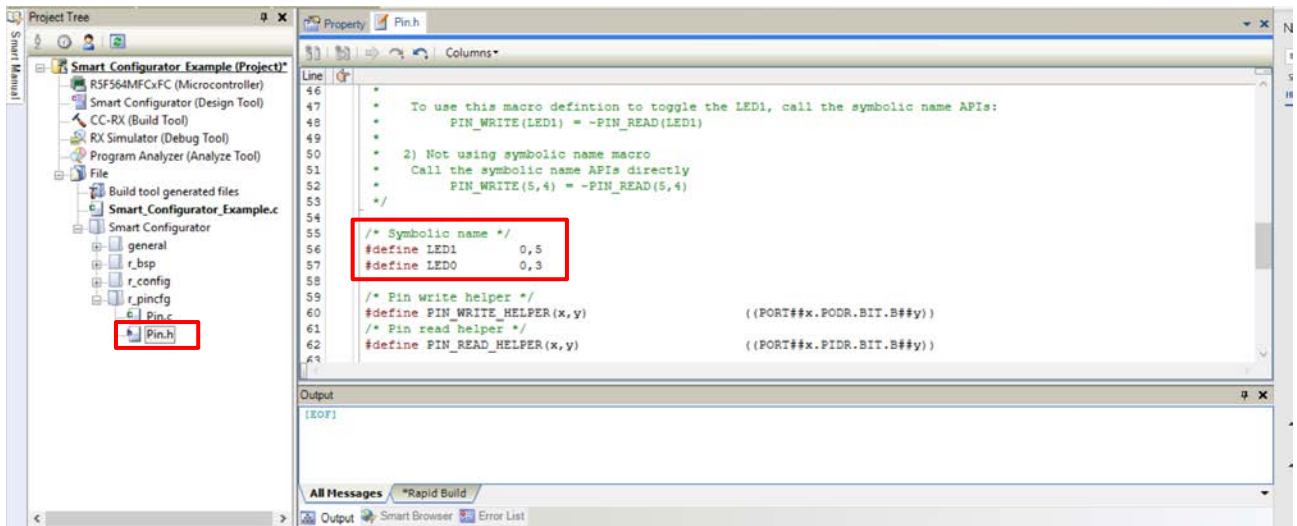 Smart Manual
Project Tree
Smart Configurator Example (Project)*
R5F564MFCxFC (Microcontroller)
Smart Configurator (Design Tool)
CC-RX (Build Tool)
RX Simulator (Debug Tool)
Program Analyzer (Analyze Tool)
File
Build tool generated files
Smart_Configurator_Example.c
Smart Configurator
general
r_bsp
r_config
r_pincfg
Pin.c
Pin.h
Property Pin.h
Columns
Line
46 *
47 * To use this macro defintion to toggle the LED1, call the symbolic name APIs:
48 * PIN_WRITE(LED1) = ~PIN_READ(LED1)
49 *
50 * 2) Not using symbolic name macro
51 * Call the symbolic name APIs directly
52 * PIN_WRITE(5,4) = ~PIN_READ(5,4)
53 */
54
55 /* Symbolic name */
56 #define LED1 0,5
57 #define LED0 0,3
58
59 /* Pin write helper */
60 #define PIN_WRITE_HELPER(x,y) ((PORT##x.PODR.BIT.B##y))
61 /* Pin read helper */
62 #define PIN_READ_HELPER(x,y) ((PORT##x.PIDR.BIT.B##y))
63
Output
[EOF]
All Messages *Rapid Build
Output Smart Browser Error List